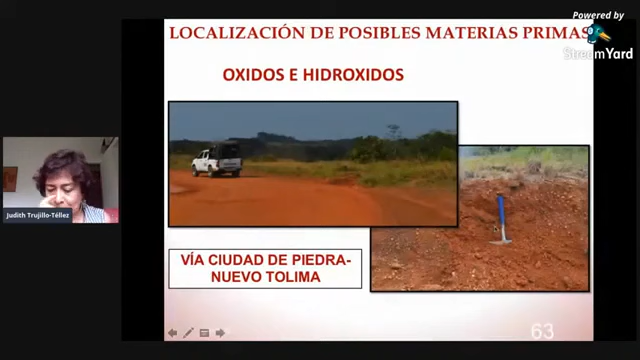 Powered by
StreamYard
LOCALIZACIÓN DE POSIBLES MATERIAS PRIMAS
OXIDOS E HIDROXIDOS
Judith Trujillo-Téllez
VÍA CIUDAD DE PIEDRA-
NUEVO TOLIMA
63